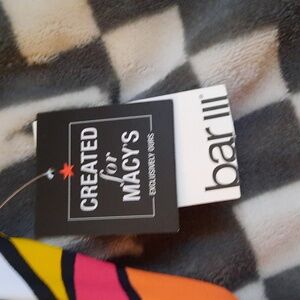 CREATED
for
MACY'S
EXCLUSIVELY OURS
bar III